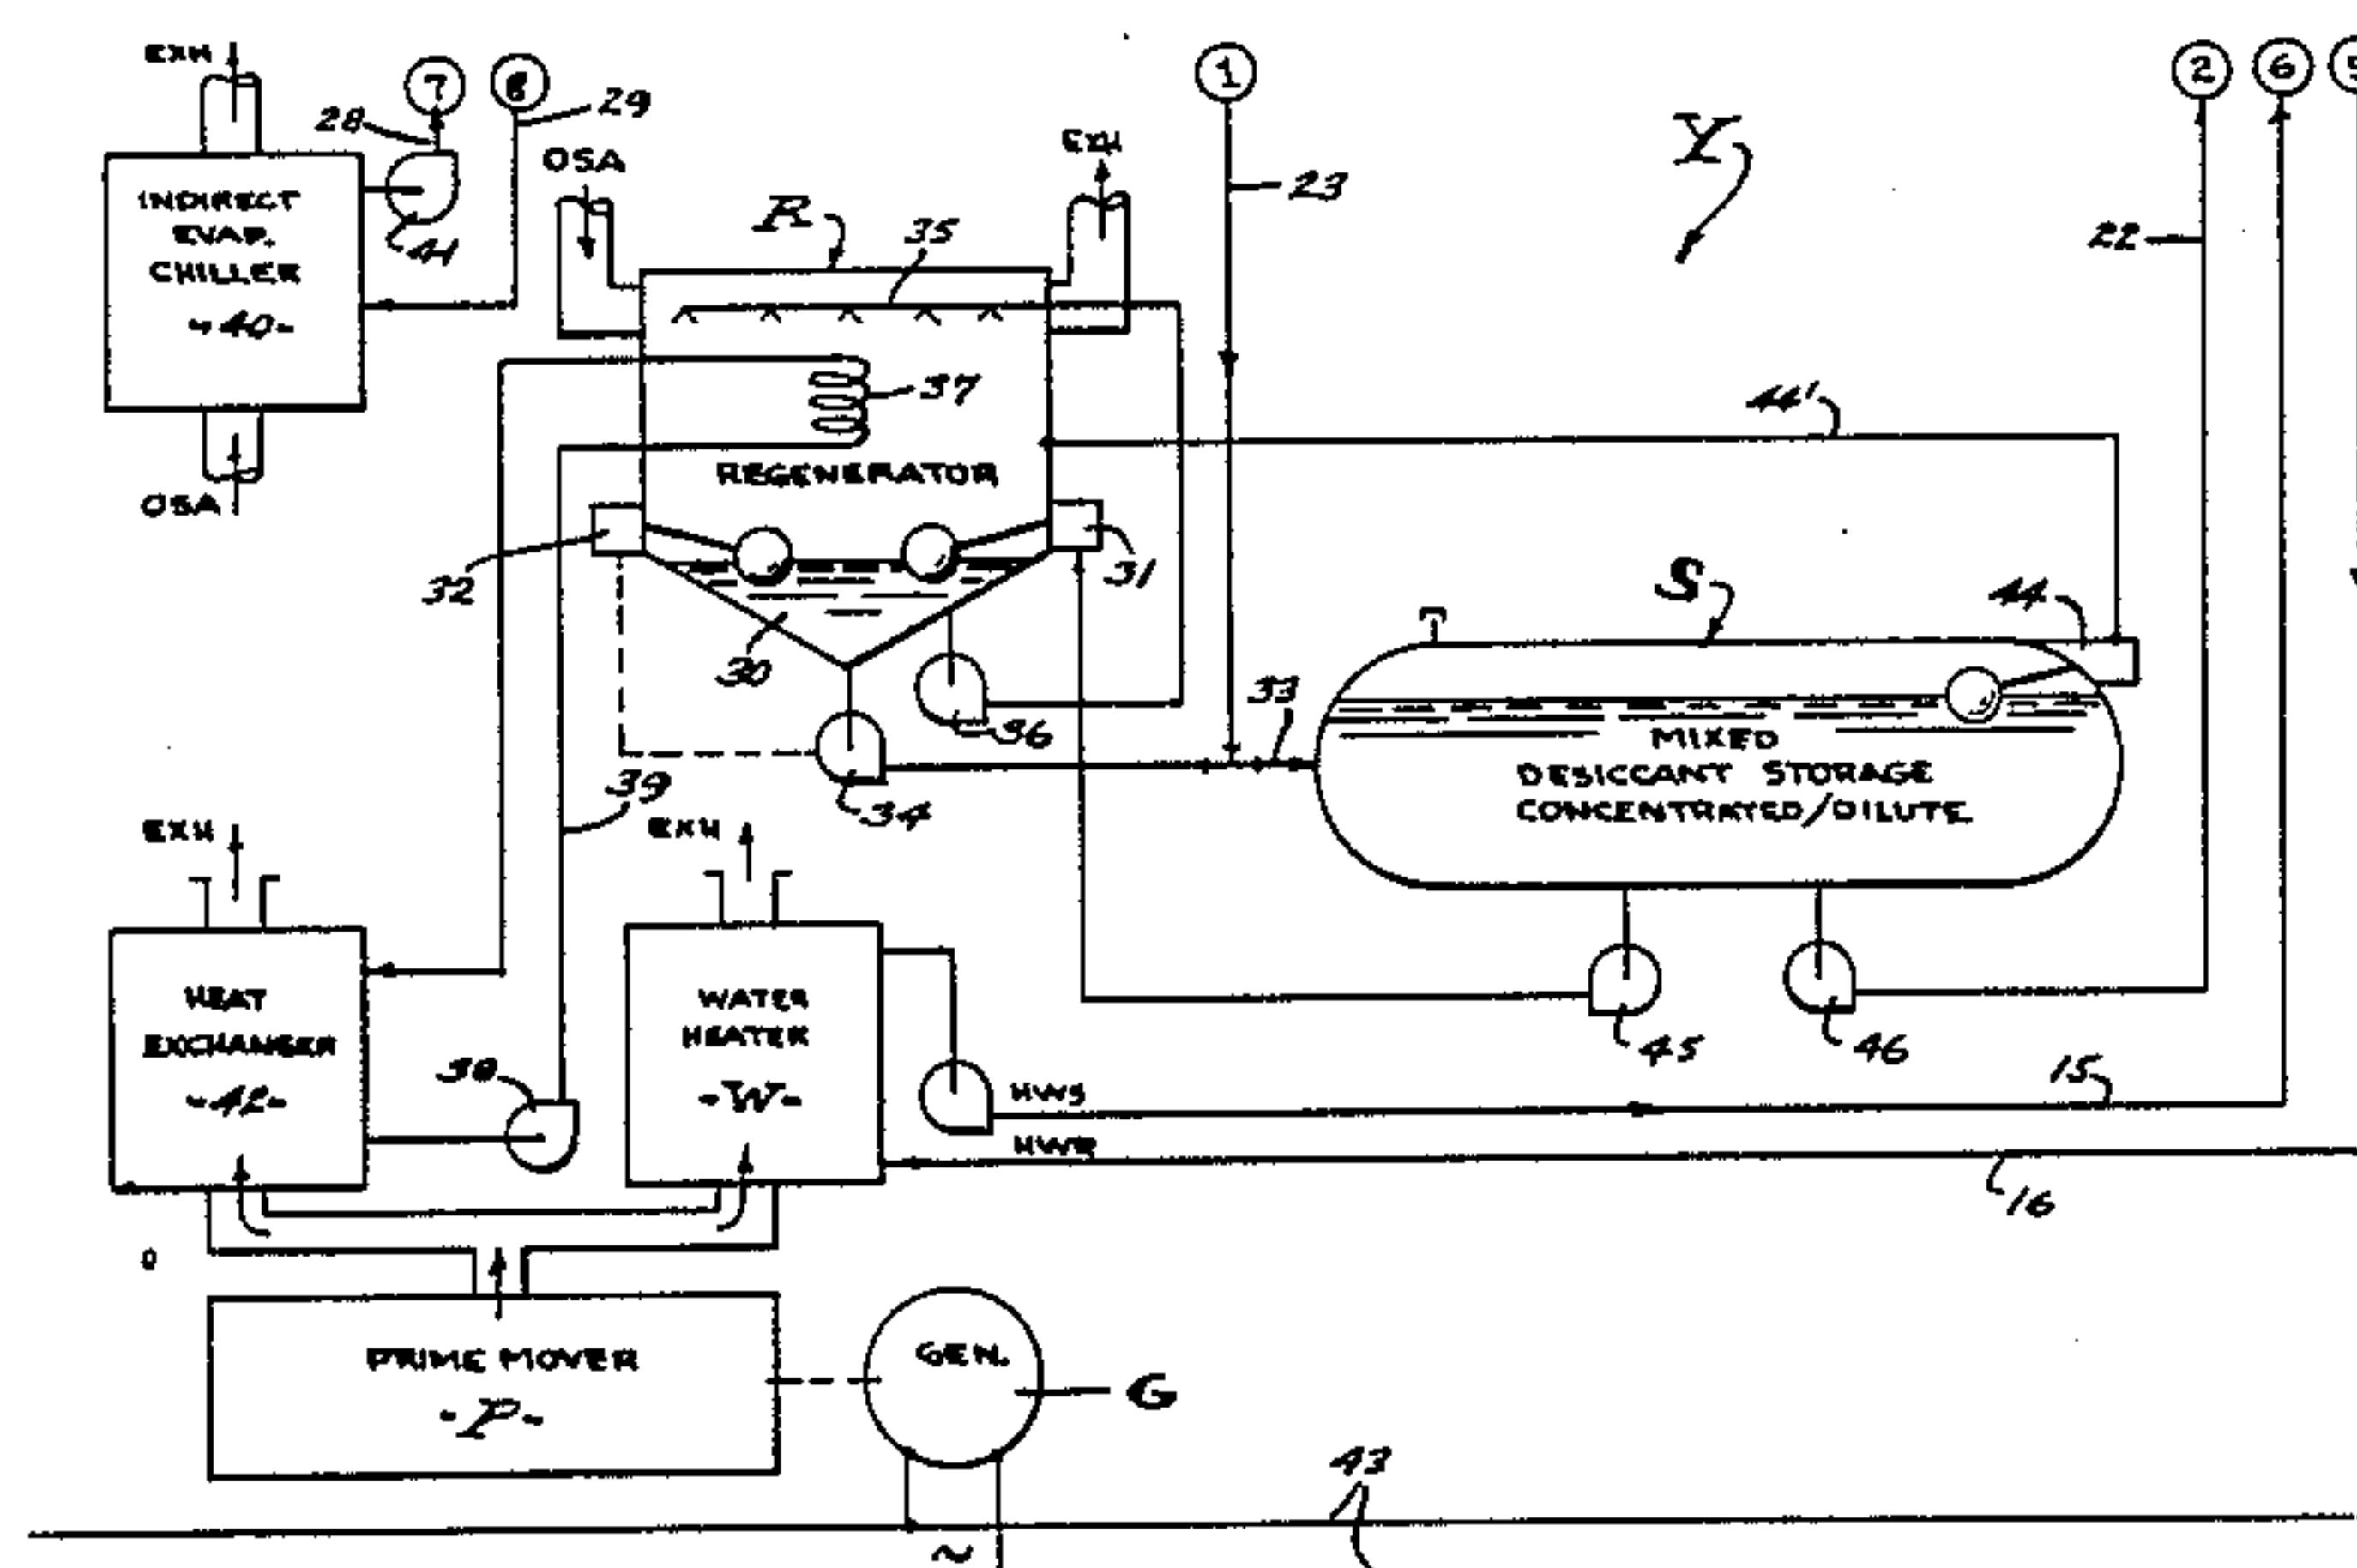 EXH
7
8
28
29
INDIRECT
EVAP.
CHILLER
-40-
41
OSA
OSA
EXH
R
35
37
REGENERATOR
32
31
30
36
34
39
1
23
Y
2
6
5
22
44'
S
44
33
MIXED
DESICCANT STORAGE
CONCENTRATED/DILUTE
45
46
EXH
HEAT
EXCHANGER
-42-
38
EXH
WATER
HEATER
-W-
HWS
HWR
15
16
PRIME MOVER
-P-
GEN.
G
43
~